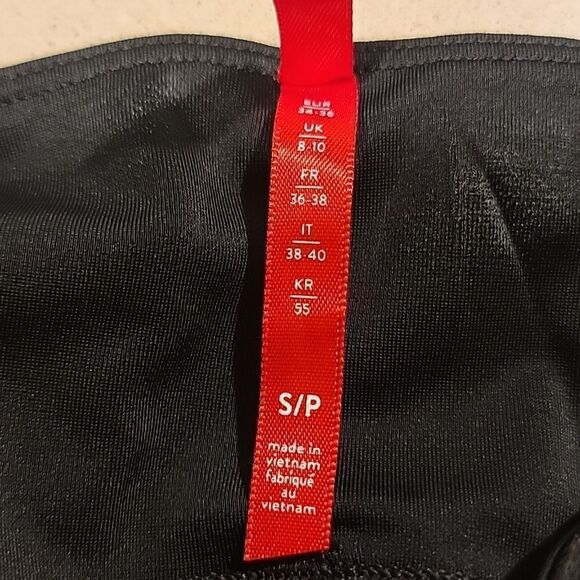 EUR
34-36
UK
8-10
FR
36-38
IT
38-40
KR
55
S/P
made in
vietnam
fabriqué
au
vietnam